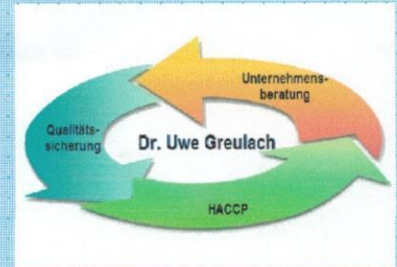 Unternehmens-
beratung
Qualitäts-
sicherung
Dr. Uwe Greulach
HACCP